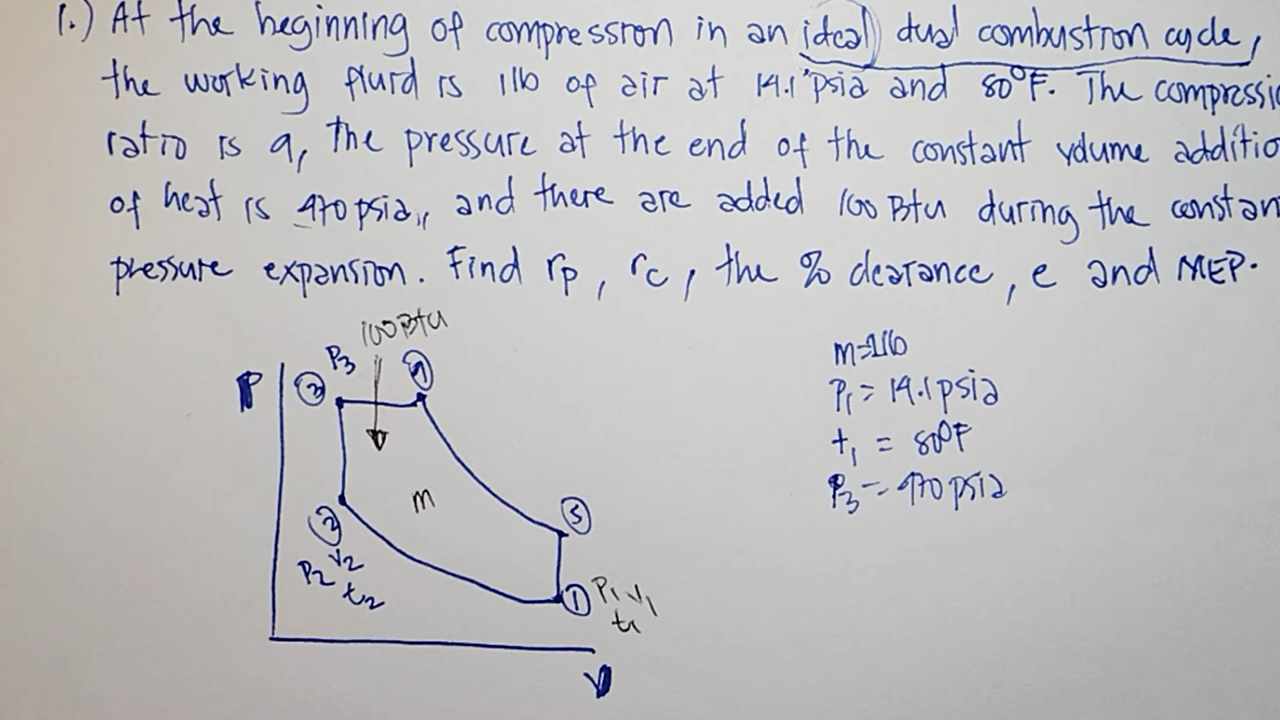 1.) At the beginning of compression in an ideal dual combustion cycle,
the working fluid is 1 lb of air at 14.1 psia and 80°F. The compressi
ratio is 9, the pressure at the end of the constant volume additio
of heat is 470 psia, and there are added 100 Btu during the constan
pressure expansion. Find rp, rc, the % clearance, e and MEP.
100 Btu
P P3 3 4
m
2
P2 V2
t2
5
1 P1 V1
t1
V
m=1lb
P1 = 14.1 psia
t1 = 80°F
P3 = 470 psia